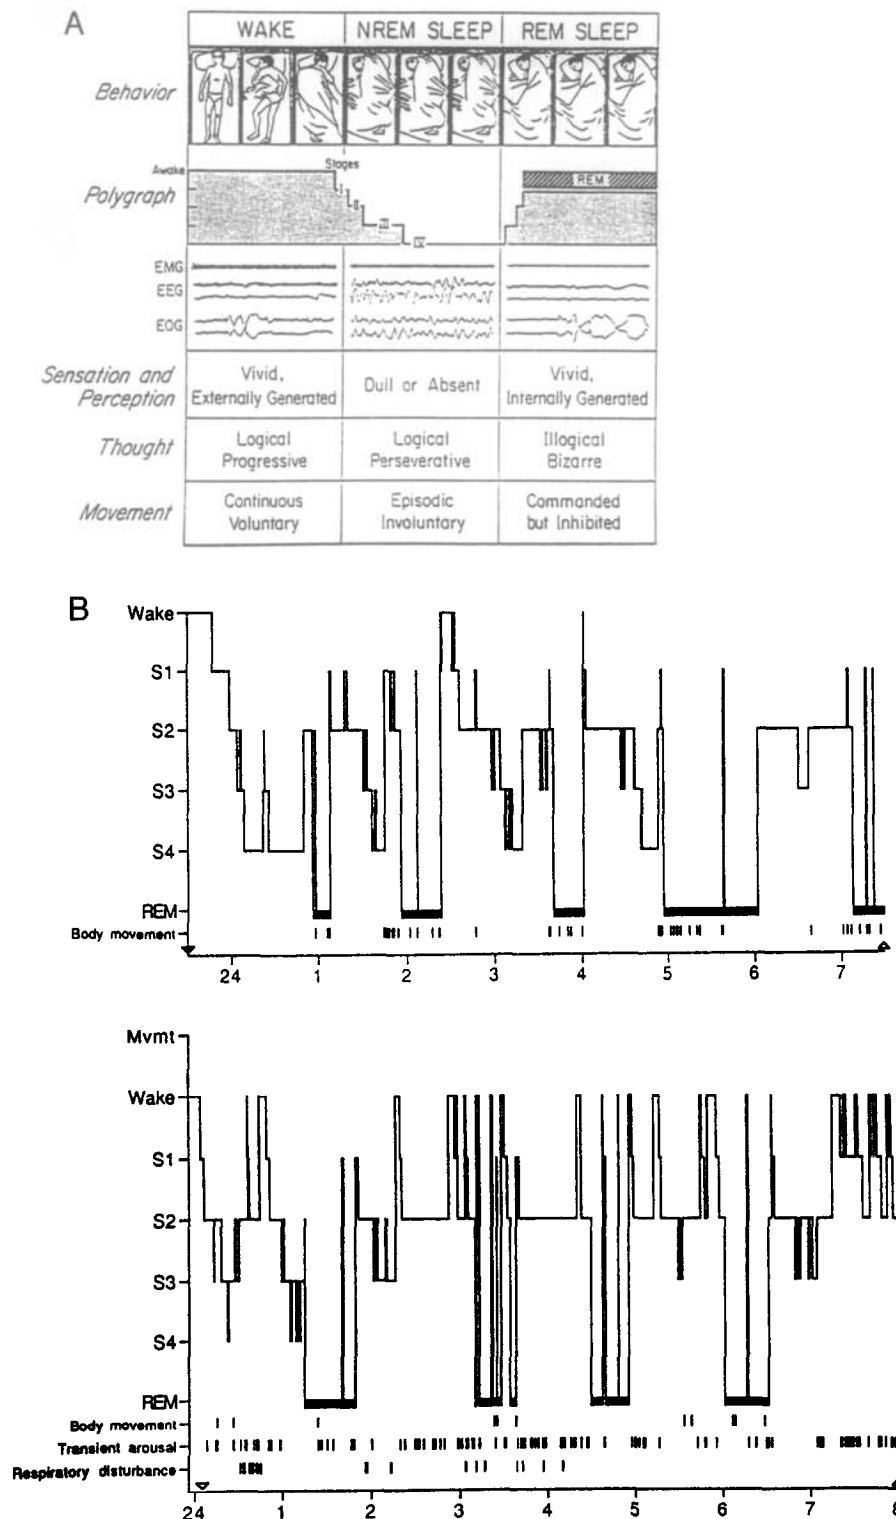 A
WAKE NREM SLEEP REM SLEEP
Behavior
Stages
Awake
I
II
III
IV
REM
Polygraph
EMG
EEG
EOG
Sensation and
Perception
Vivid,
Externally Generated
Dull or Absent
Vivid,
Internally Generated
Thought
Logical
Progressive
Logical
Perseverative
Illogical
Bizarre
Movement
Continuous
Voluntary
Episodic
Involuntary
Commanded
but Inhibited
B
Wake
S1
S2
S3
S4
REM
Body movement
24 1 2 3 4 5 6 7
Mvmt
Wake
S1
S2
S3
S4
REM
Body movement
Transient arousal
Respiratory disturbance
24 1 2 3 4 5 6 7 8